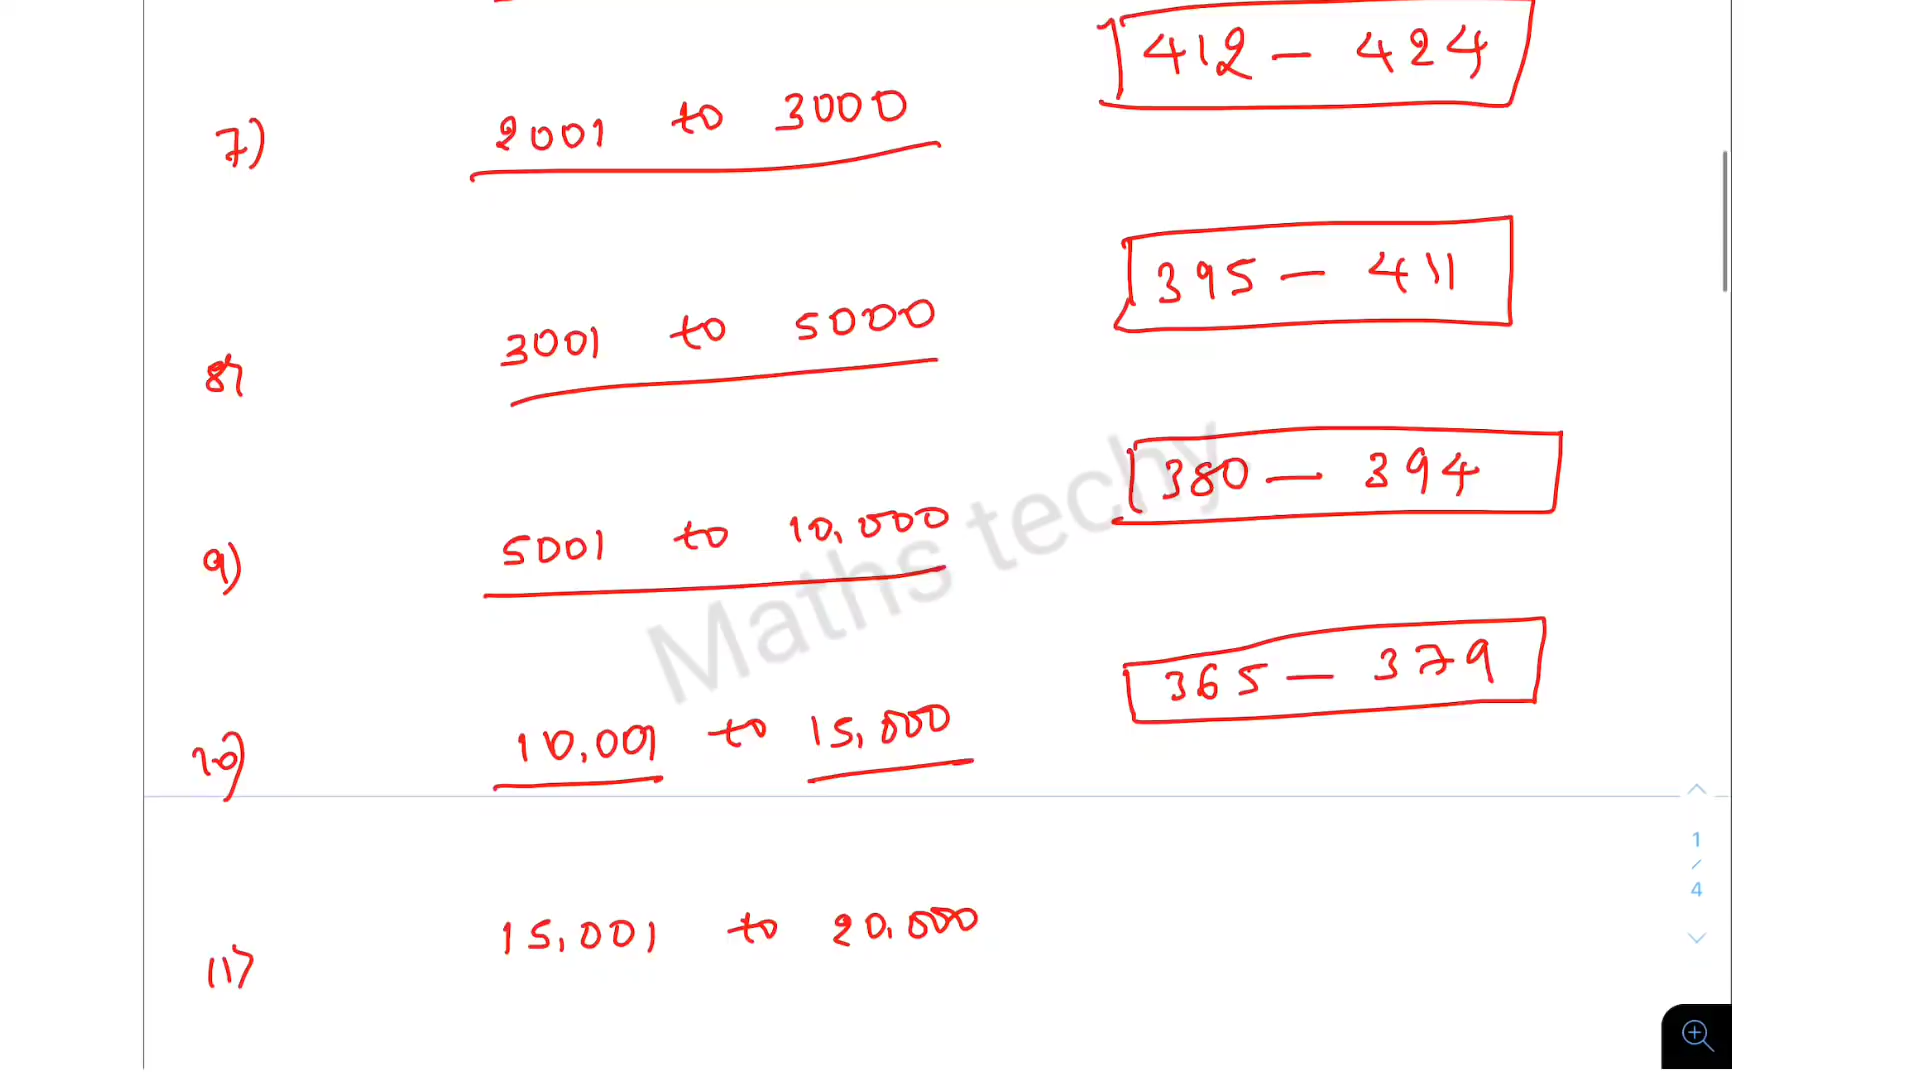 412 - 424
7) 2001 to 3000
395 - 411
8) 3001 to 5000
380 - 394
9) 5001 to 10,000
365 - 379
10) 10,001 to 15,000
11) 15,001 to 20,000
Maths techy
1
/
4